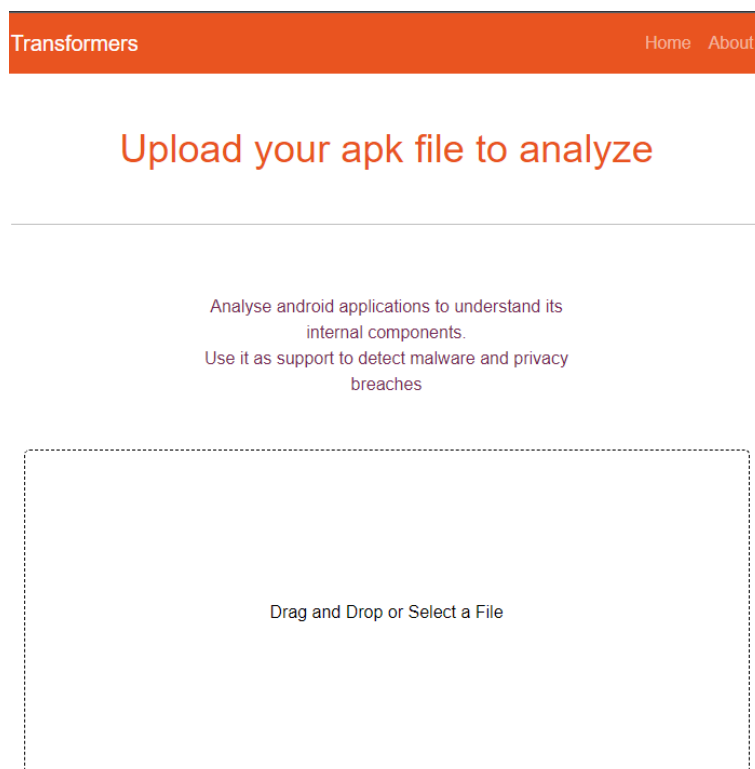 Transformers
Home About
Upload your apk file to analyze
Analyse android applications to understand its
internal components.
Use it as support to detect malware and privacy
breaches
Drag and Drop or Select a File